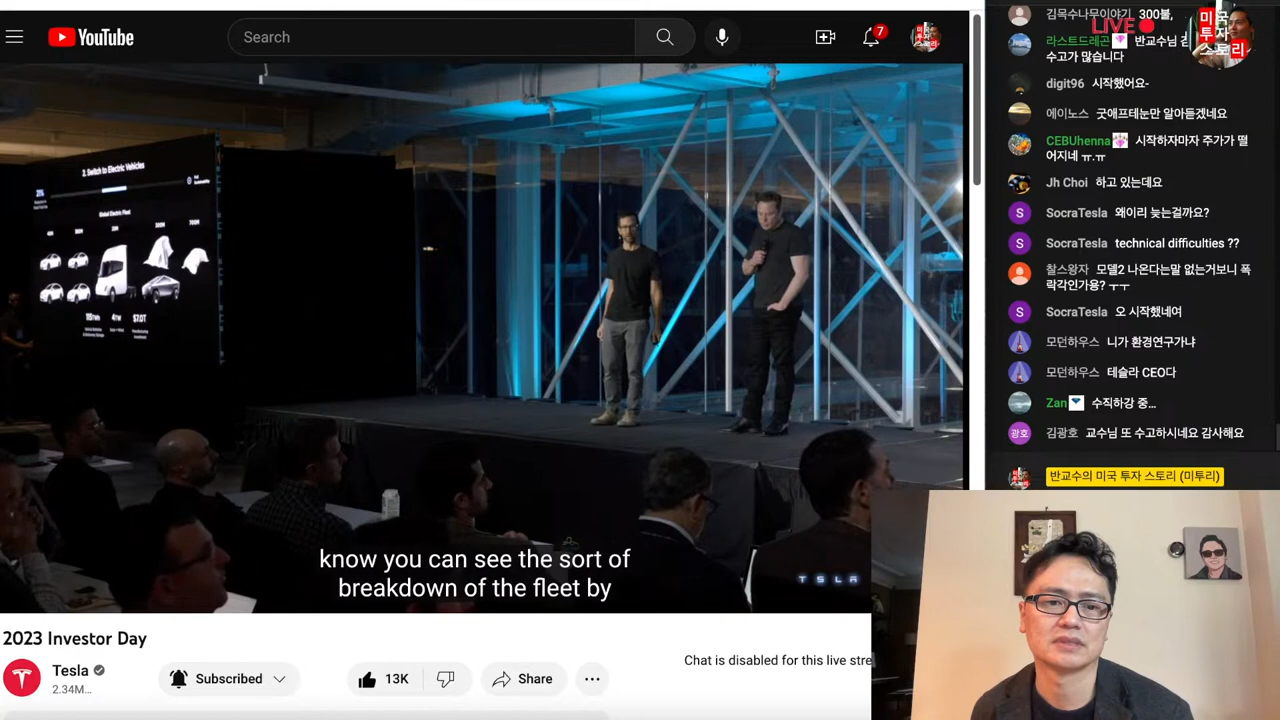 YouTube
Search
7
2. Switch to Electric Vehicles
21%
Global Electric Fleet
know you can see the sort of
breakdown of the fleet by
TSLA
2023 Investor Day
Tesla
2.34M...
Subscribed
13K
Share
Chat is disabled for this live stre
김목수나무이야기 300불,
LIVE
미국
투자
스토리
라스트드레곤 반교수님
수고가 많습니다
digit96 시작했어요-
에이노스 굿애프테눈만 알아듣겠네요
CEBUhenna 시작하자마자 주가가 떨
어지네 ㅠ.ㅠ
Jh Choi 하고 있는데요
S SocraTesla 왜이리 늦는걸까요?
S SocraTesla technical difficulties ??
찰스왕자 모델2 나온다는말 없는거보니 폭
락각인가용? ㅜㅜ
S SocraTesla 오 시작했네여
모던하우스 니가 환경연구가냐
모던하우스 테슬라 CEO다
Zan 수직하강 중...
광호 김광호 교수님 또 수고하시네요 감사해요
반교수의 미국 투자 스토리 (미투리)